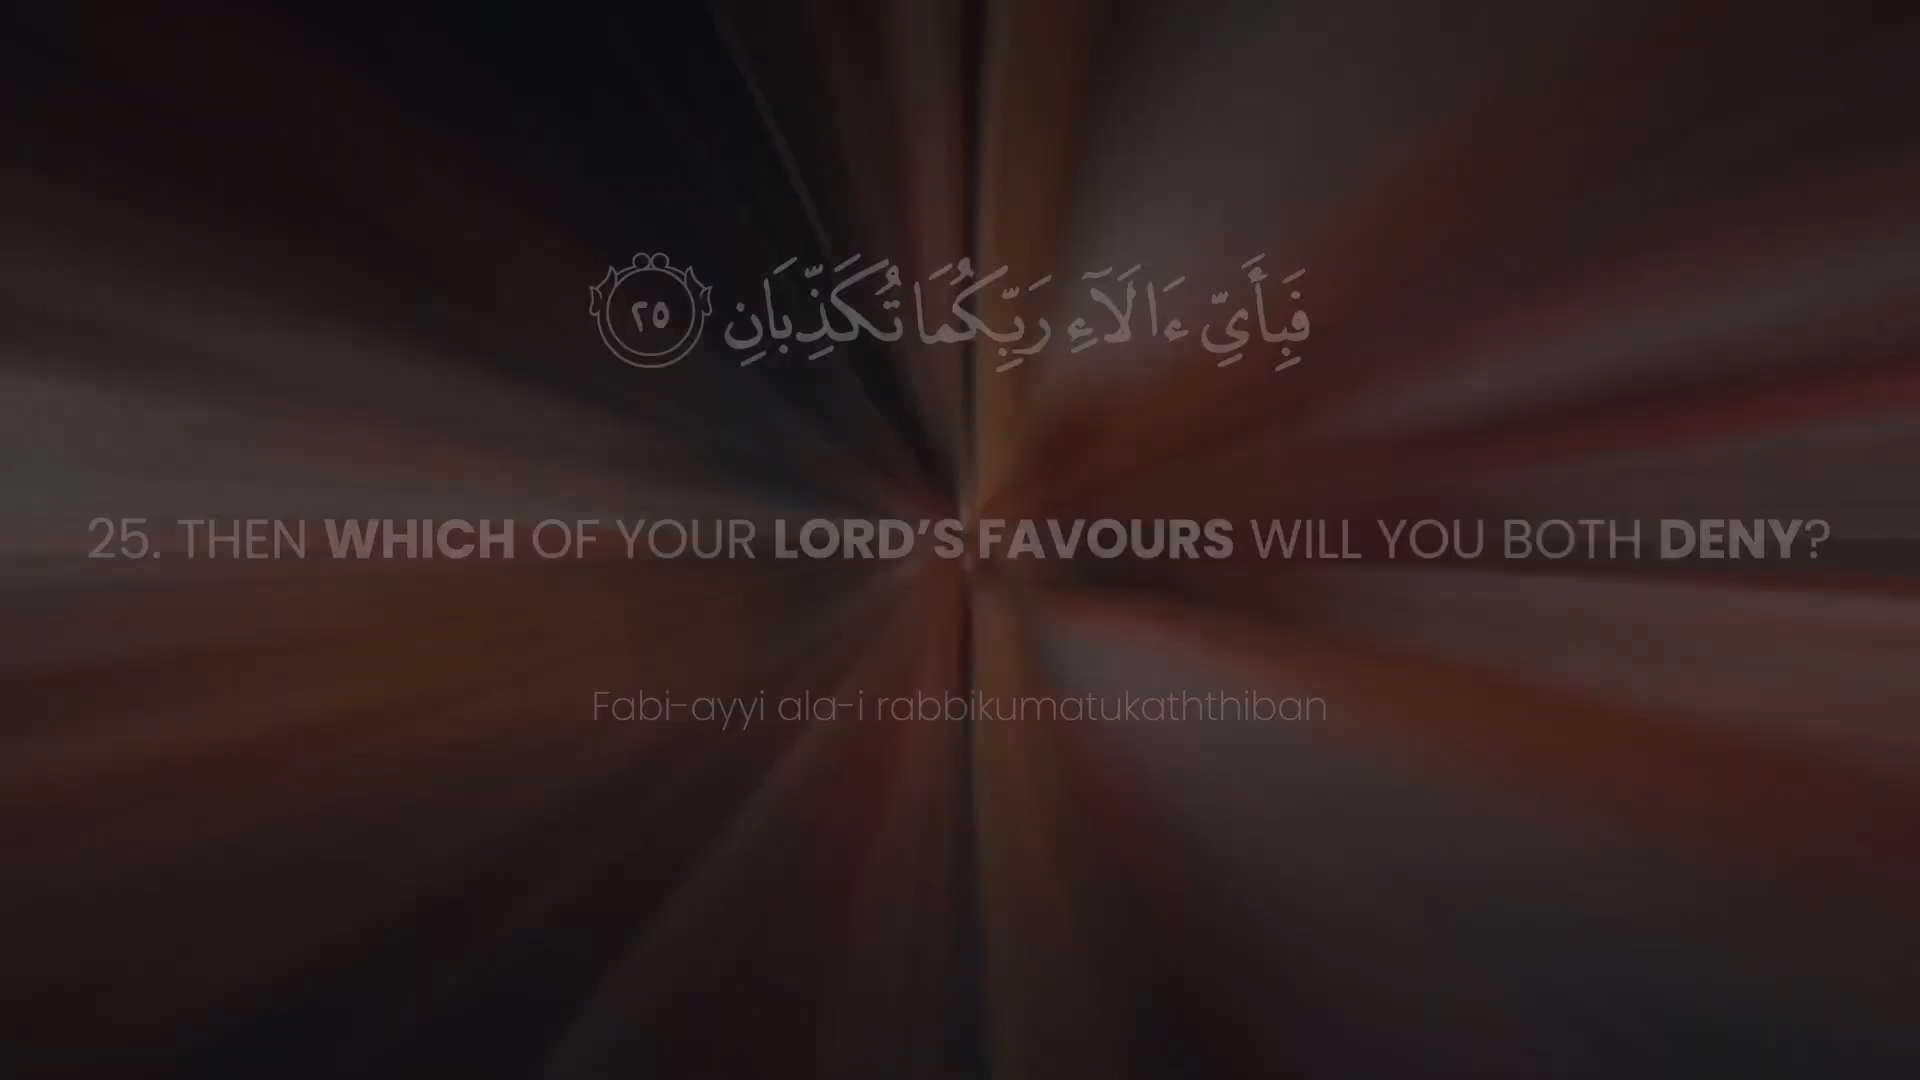 فَبِأَيِّ ءَالَآءِ رَبِّكُمَا تُكَذِّبَانِ ٢٥
25. THEN WHICH OF YOUR LORD’S FAVOURS WILL YOU BOTH DENY?
Fabi-ayyi ala-i rabbikumatukaththiban